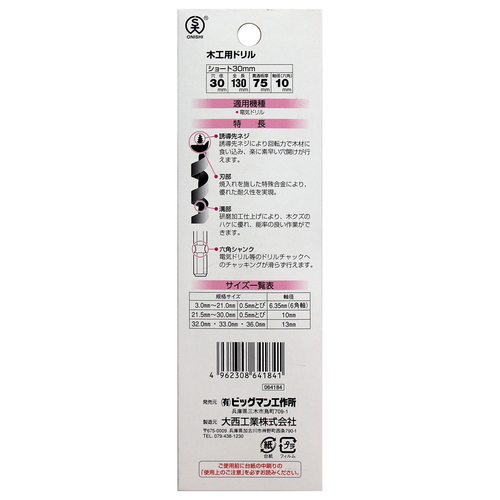 ONISHI
木工用ドリル
ショート30mm
穴径 全長 貫通板厚 軸径(六角)
30mm 130mm 75mm 10mm
適用機種
・電気ドリル
特長
誘導先ネジ
誘導先ネジにより回転力で木材に
食い込み、楽に素早い穴開けが行
えます。
刃部
焼入れを施した特殊合金により、
優れた耐久性を実現。
溝部
研磨加工仕上げにより、木クズの
ハケに優れ、能率の良い作業がで
きます。
六角シャンク
電気ドリル等のドリルチャックへ
のチャッキングが滑らず行えます。
サイズ一覧表
規格サイズ 軸径
3.0mm~21.0mm 0.5mmとび 6.35mm(6角軸)
21.5mm~30.0mm 0.5mmとび 10mm
32.0mm・33.0mm・36.0mm 13mm
4 962308 641841
064184
発売元 (有)ビッグマン工作所
兵庫県三木市鳥町709-1
製造元 大西工業株式会社
〒675-0009 兵庫県加古川市神野町西条790-1
TEL 079-438-1230
紙 プラ
台紙 フィルム
ご使用前に台紙の中刷りの
「使用上のご注意」を必ずお読みください。